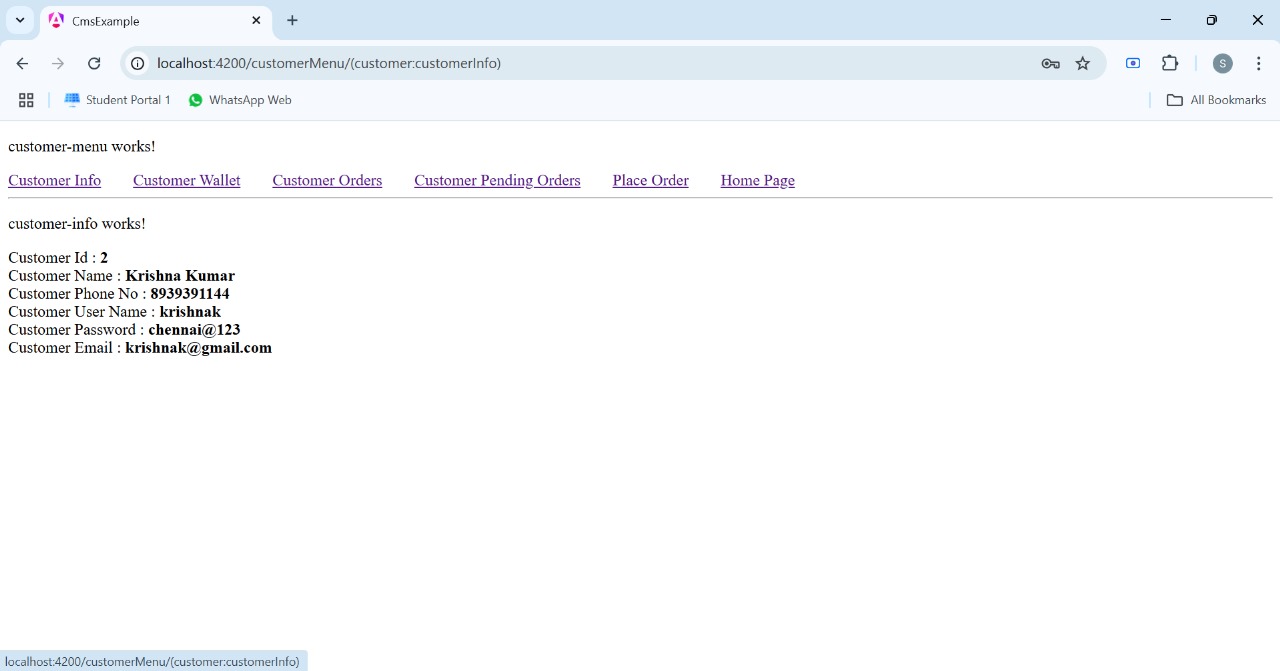 CmsExample
localhost:4200/customerMenu/(customer:customerInfo)
S
Student Portal 1 WhatsApp Web All Bookmarks
customer-menu works!
Customer Info Customer Wallet Customer Orders Customer Pending Orders Place Order Home Page
customer-info works!
Customer Id : 2
Customer Name : Krishna Kumar
Customer Phone No : 8939391144
Customer User Name : krishnak
Customer Password : chennai@123
Customer Email : krishnak@gmail.com
localhost:4200/customerMenu/(customer:customerInfo)